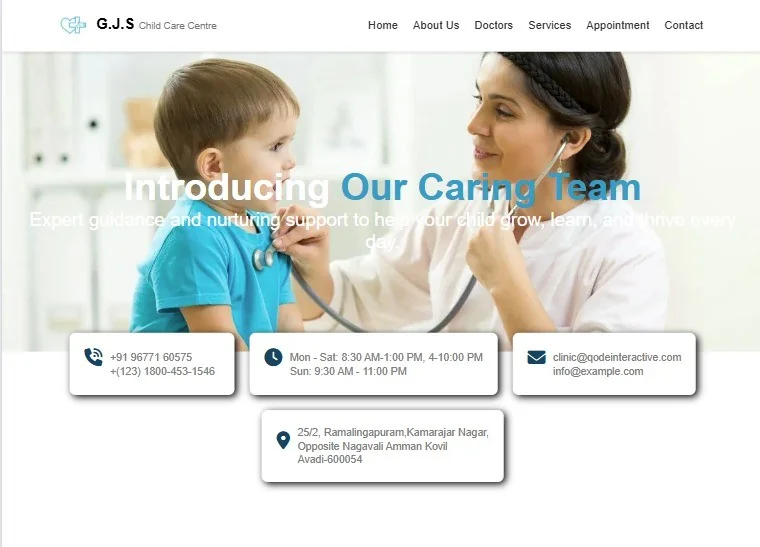 G.J.S Child Care Centre
Home About Us Doctors Services Appointment Contact
Introducing Our Caring Team
Expert guidance and nurturing support to help your child grow, learn, and thrive every
day.
+91 96771 60575
+(123) 1800-453-1546
Mon - Sat: 8:30 AM-1:00 PM, 4-10:00 PM
Sun: 9:30 AM - 11:00 PM
clinic@qodeinteractive.com
info@example.com
25/2, Ramalingapuram,Kamarajar Nagar,
Opposite Nagavali Amman Kovil
Avadi-600054